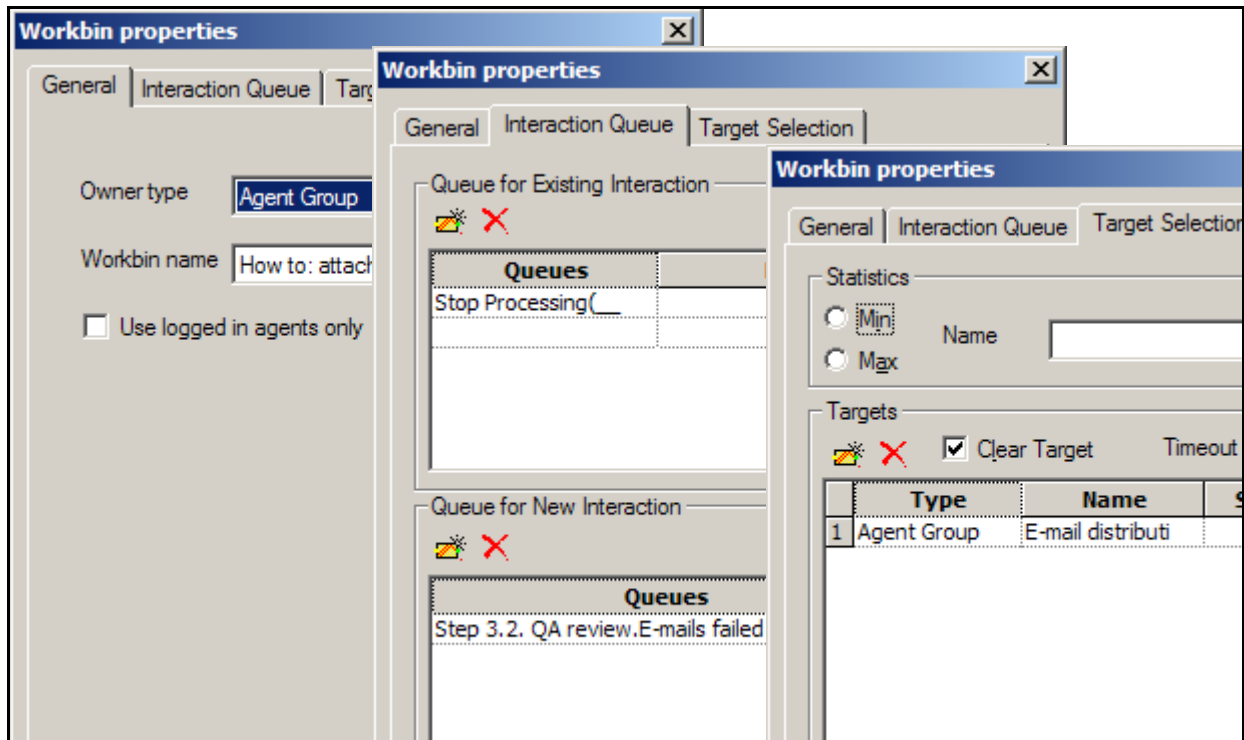 Workbin properties
General Interaction Queue Targ
Owner type Agent Group
Workbin name How to: attach
Use logged in agents only
Workbin properties
General Interaction Queue Target Selection
Queue for Existing Interaction
Queues
Stop Processing(__
Queue for New Interaction
Queues
Step 3.2. QA review.E-mails failed
Workbin properties
General Interaction Queue Target Selection
Statistics
Min
Name
Max
Targets
Clear Target Timeout
Type Name S
1 Agent Group E-mail distributi